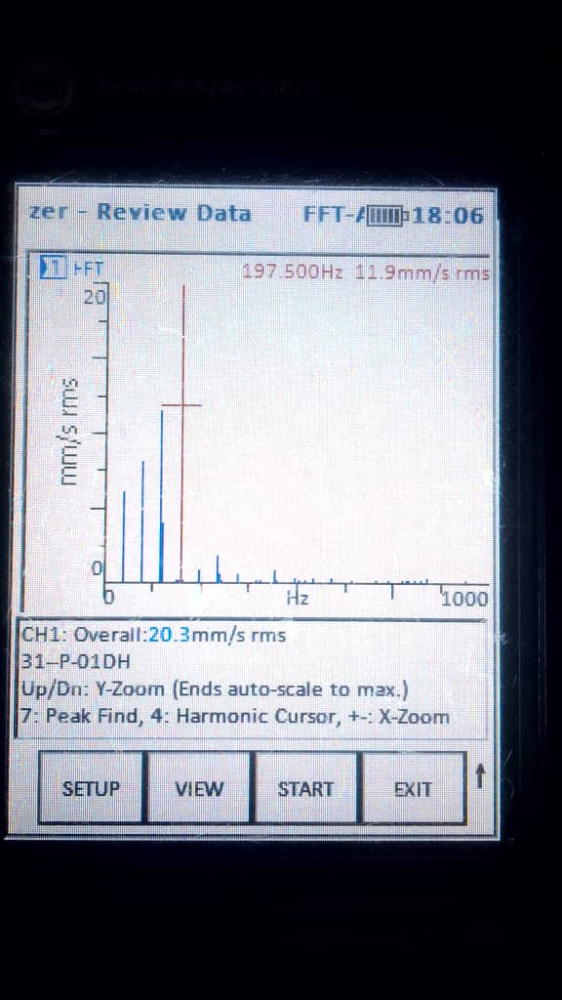 zer - Review Data FFT-A 18:06
1 FFT 197.500Hz 11.9mm/s rms
20
mm/s rms
0
0 Hz 1000
CH1: Overall:20.3mm/s rms
31-P-01DH
Up/Dn: Y-Zoom (Ends auto-scale to max.)
7: Peak Find, 4: Harmonic Cursor, +-: X-Zoom
SETUP VIEW START EXIT